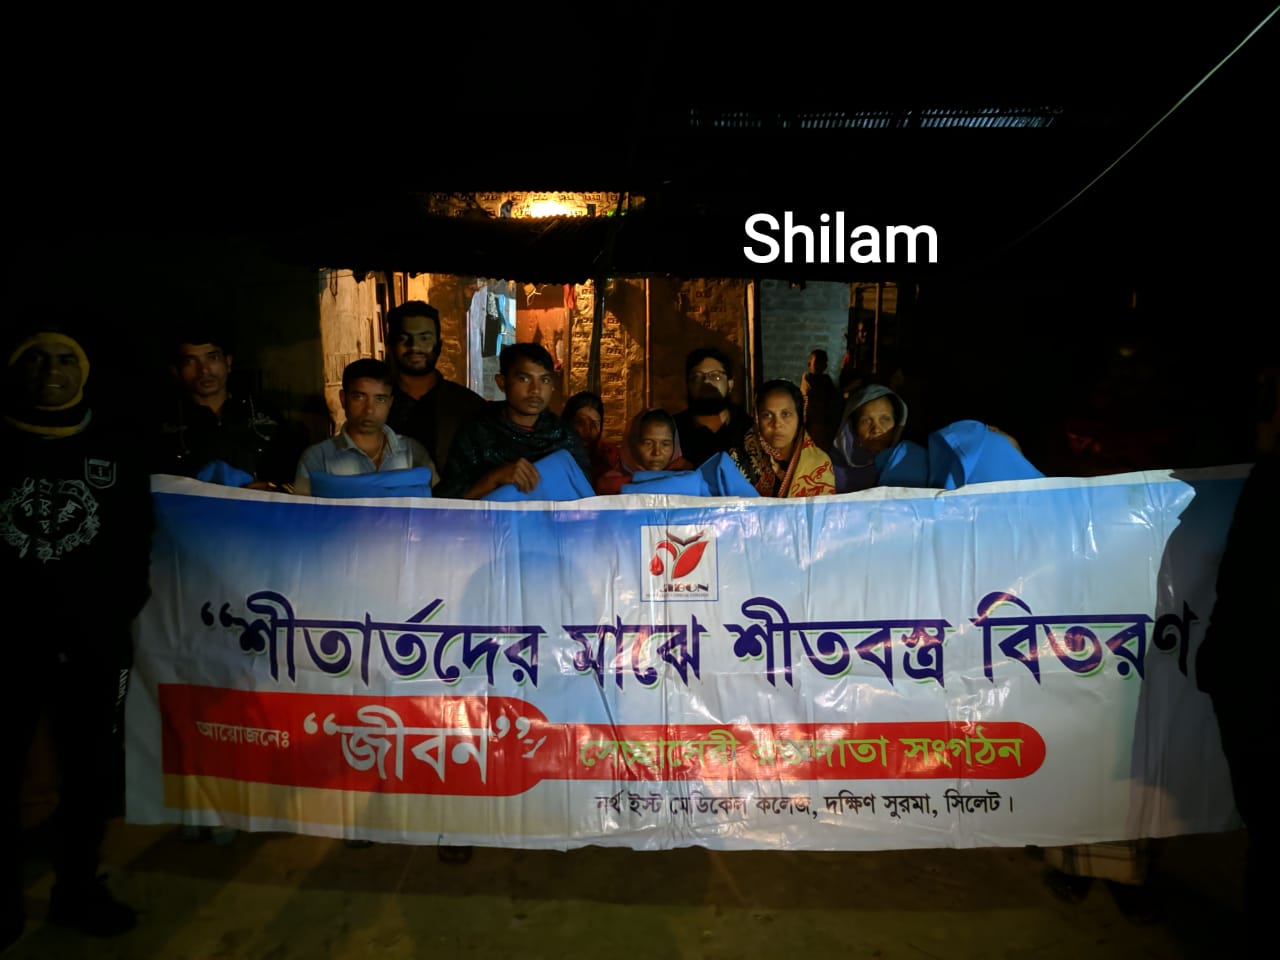 Shilam
JIBON
“শীতার্তদের মাঝে শীতবস্ত্র বিতরণ
আয়োজনেঃ “জীবন” স্বেচ্ছাসেবী রক্তদাতা সংগঠন
নর্থ ইস্ট মেডিকেল কলেজ, দক্ষিণ সুরমা, সিলেট।